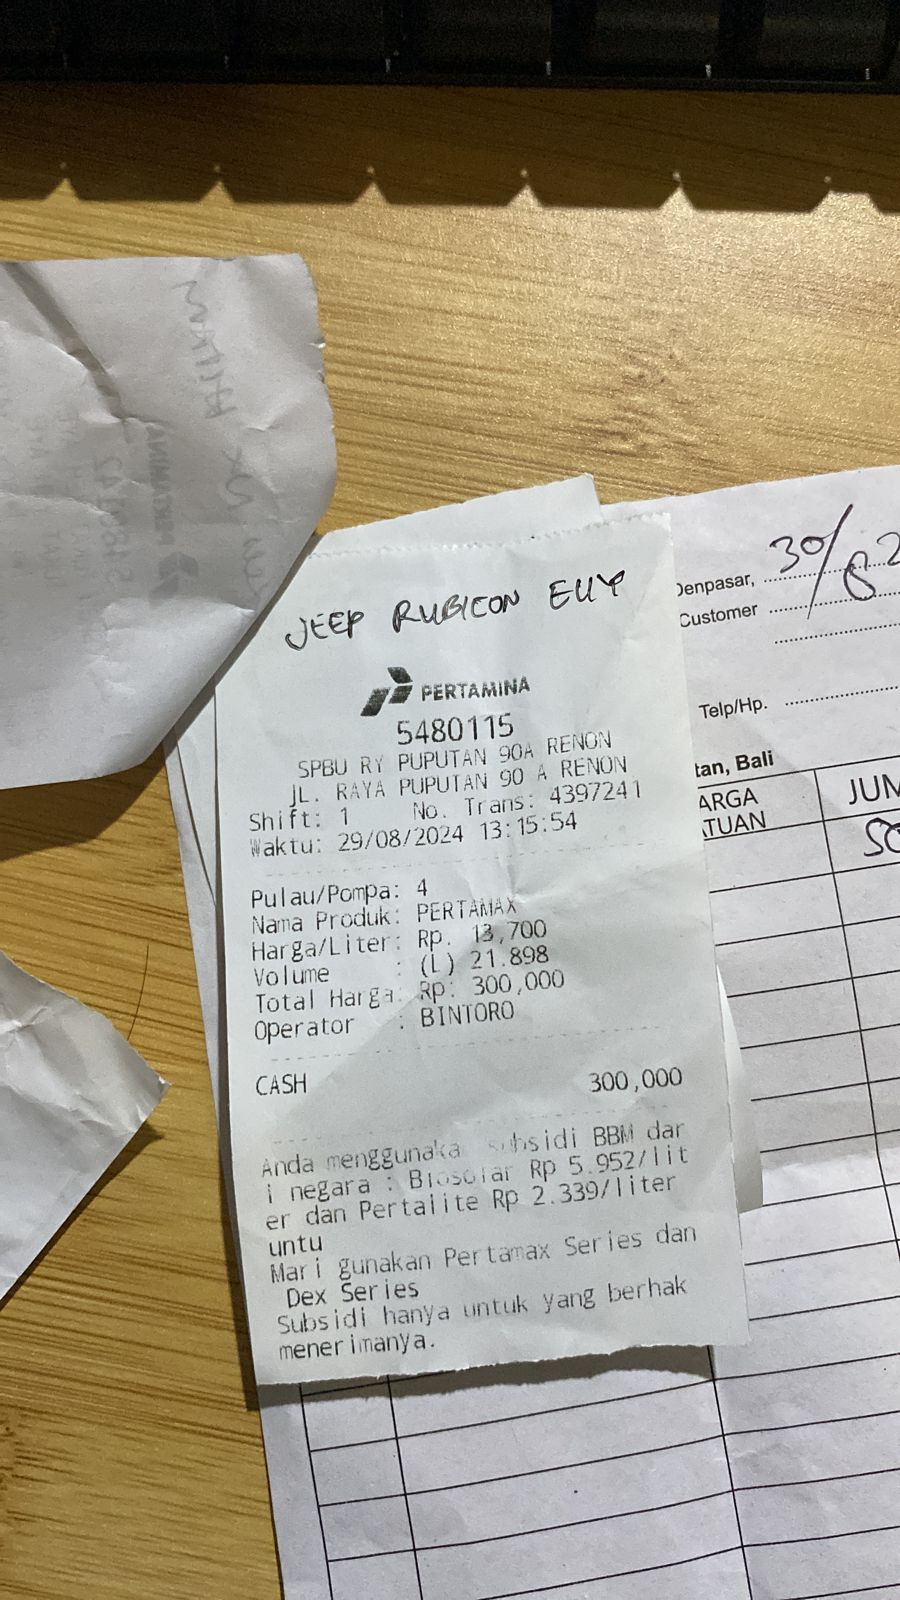 JEEP RUBICON EUY
PERTAMINA
5480115
SPBU RY PUPUTAN 90A RENON
JL. RAYA PUPUTAN 90 A RENON
Shift: 1 No. Trans: 4397241
Waktu: 29/08/2024 13:15:54
Pulau/Pompa: 4
Nama Produk: PERTAMAX
Harga/Liter: Rp. 13,700
Volume : (L) 21.898
Total Harga: Rp: 300,000
Operator : BINTORO
CASH 300,000
Anda menggunaka subsidi BBM dar
i negara : Biosolar Rp 5.952/lit
er dan Pertalite Rp 2.339/liter
untu
Mari gunakan Pertamax Series dan
Dex Series
Subsidi hanya untuk yang berhak
menerimanya.
Denpasar, 30/8 2
Customer
Telp/Hp.
tan, Bali
ARGA
ATUAN
JUM